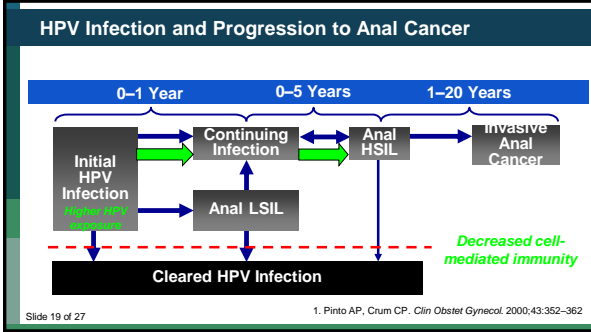 HPV Infection and Progression to Anal Cancer
0–1 Year
0–5 Years
1–20 Years
Initial
HPV
Infection
Higher HPV
exposure
Continuing
Infection
Anal
HSIL
Invasive
Anal
Cancer
Anal LSIL
Decreased cell-
mediated immunity
Cleared HPV Infection
Slide 19 of 27
1. Pinto AP, Crum CP. Clin Obstet Gynecol. 2000;43:352–362